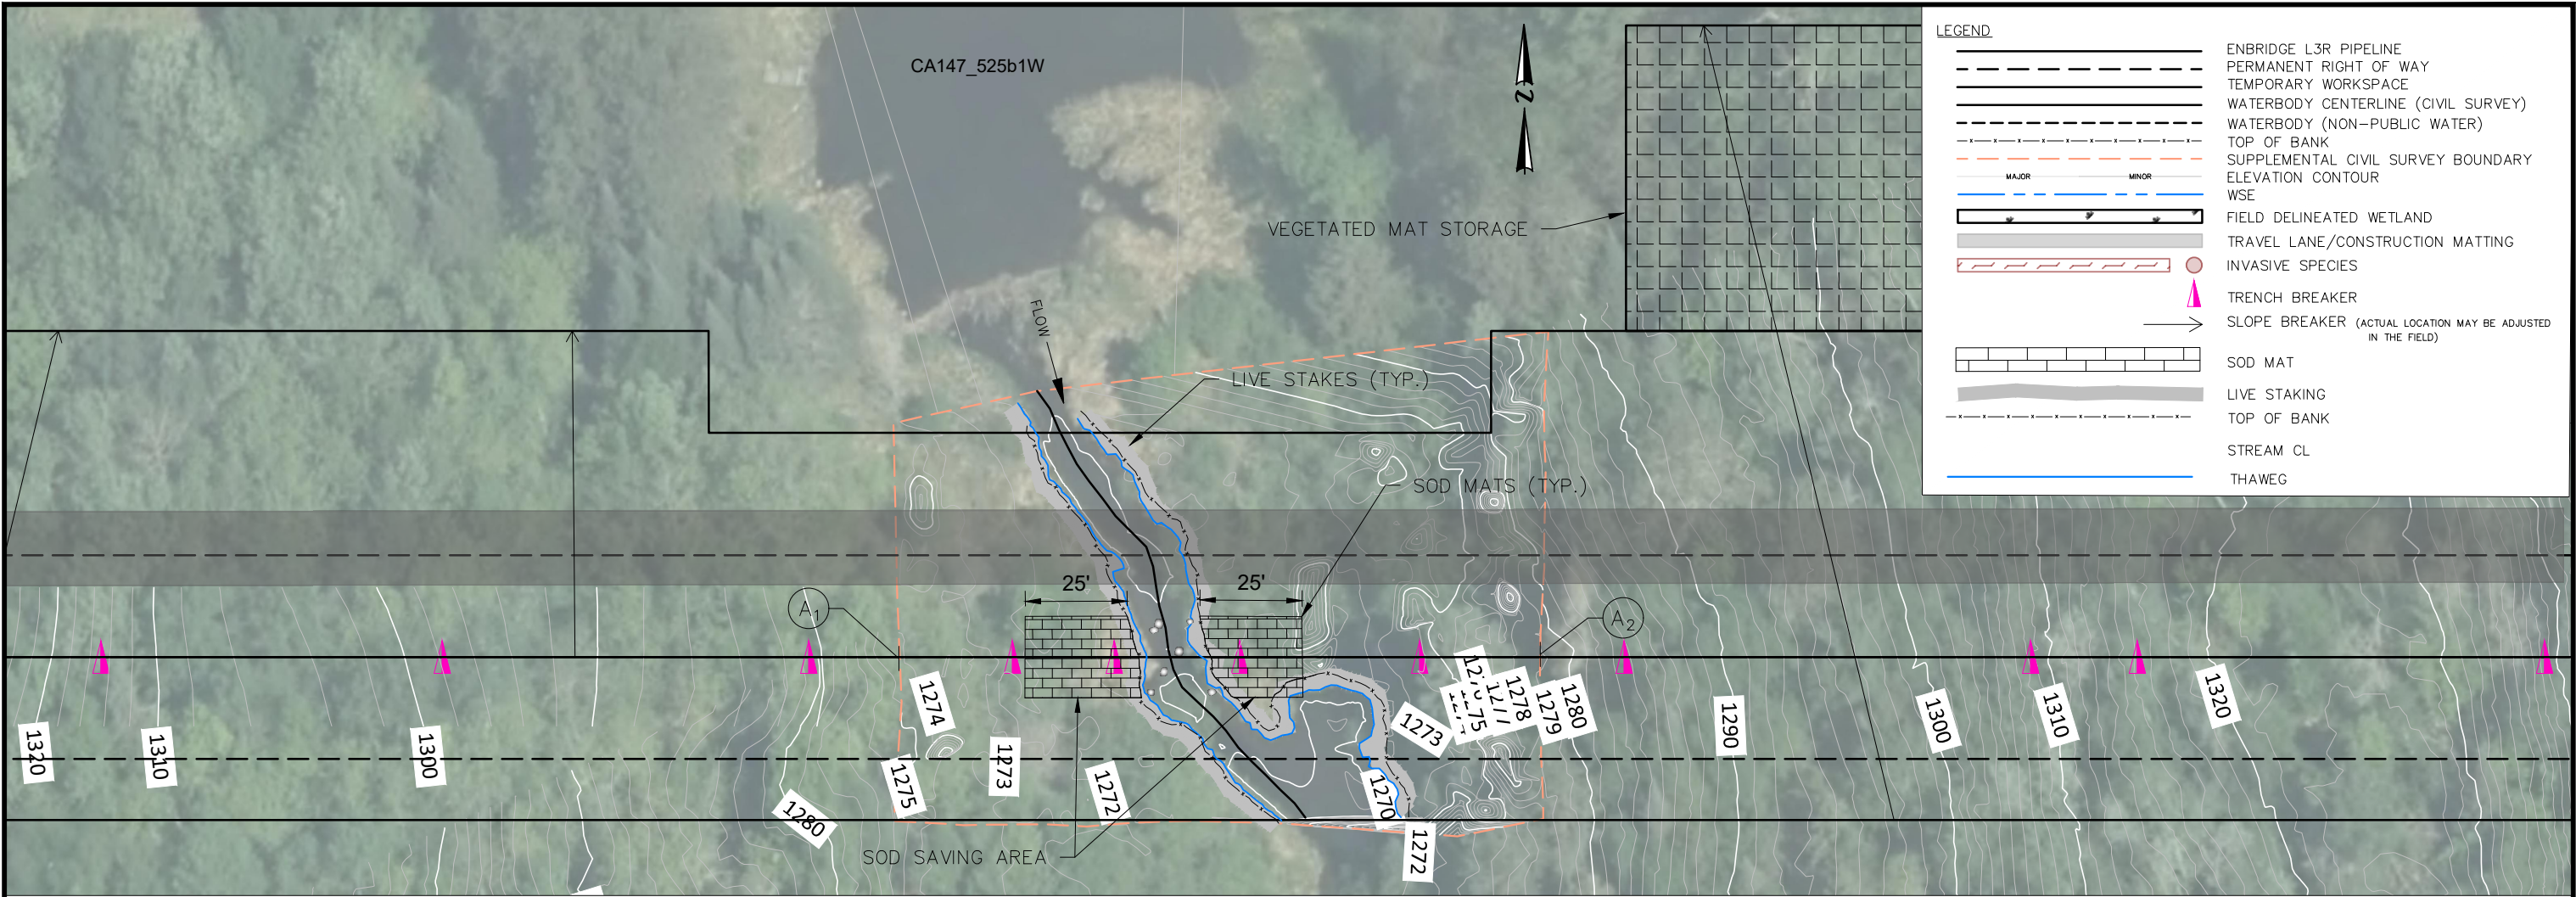 CA147_525b1W
LEGEND
ENBRIDGE L3R PIPELINE
PERMANENT RIGHT OF WAY
TEMPORARY WORKSPACE
WATERBODY CENTERLINE (CIVIL SURVEY)
WATERBODY (NON-PUBLIC WATER)
TOP OF BANK
SUPPLEMENTAL CIVIL SURVEY BOUNDARY
MAJOR MINOR ELEVATION CONTOUR
WSE
FIELD DELINEATED WETLAND
TRAVEL LANE/CONSTRUCTION MATTING
INVASIVE SPECIES
TRENCH BREAKER
SLOPE BREAKER (ACTUAL LOCATION MAY BE ADJUSTED
IN THE FIELD)
SOD MAT
LIVE STAKING
TOP OF BANK
STREAM CL
THAWEG
N
VEGETATED MAT STORAGE
FLOW
LIVE STAKES (TYP.)
SOD MATS (TYP.)
25' 25'
A1
A2
1320
1310
1300
1280
1275
1274
1273
1272
1270
1272
1273
1275
1277
1278
1279
1280
1290
1300
1310
1320
SOD SAVING AREA